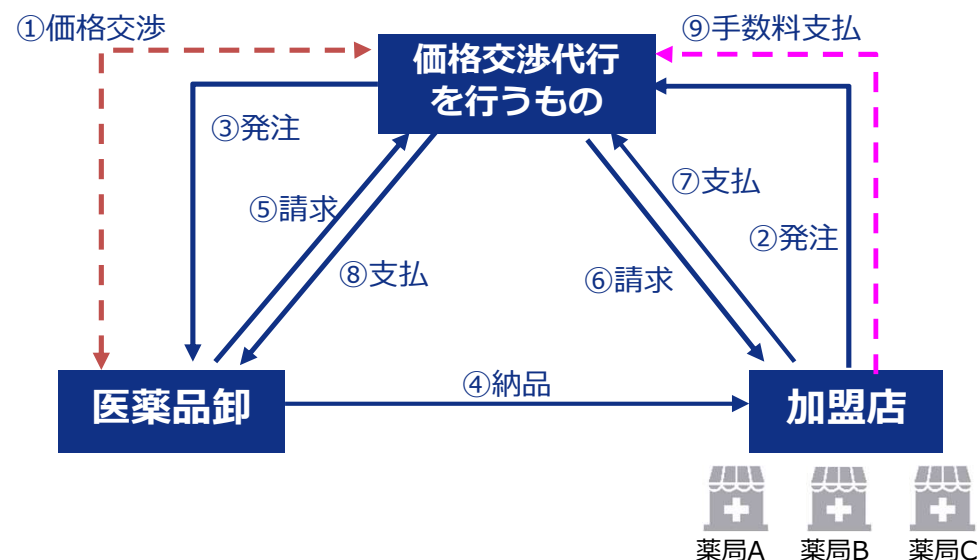 ①価格交渉
⑨手数料支払
価格交渉代行
を行うもの
③発注
⑦支払
⑤請求
②発注
⑧支払
⑥請求
医薬品卸
④納品
加盟店
薬局A
薬局B
薬局C